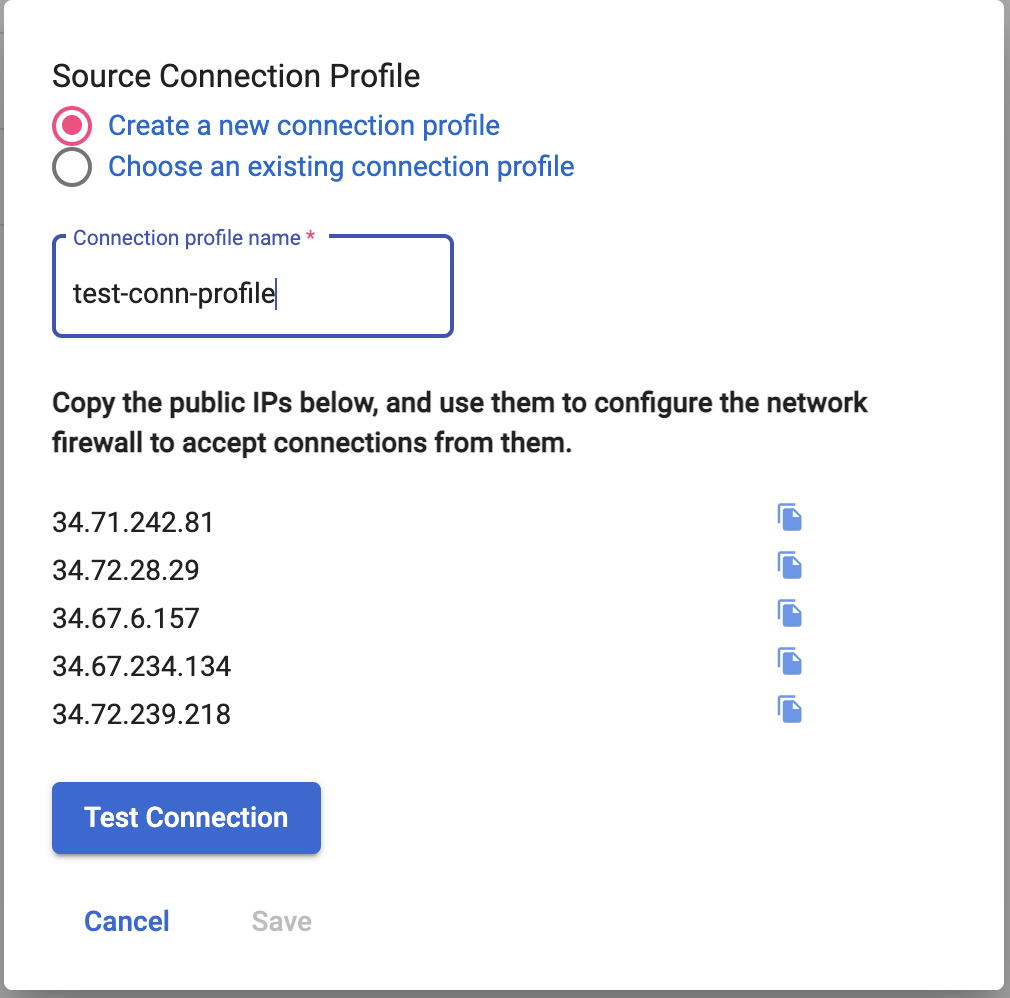 Source Connection Profile
Create a new connection profile
Choose an existing connection profile
Connection profile name *
test-conn-profile
Copy the public IPs below, and use them to configure the network
firewall to accept connections from them.
34.71.242.81
34.72.28.29
34.67.6.157
34.67.234.134
34.72.239.218
Test Connection
Cancel Save